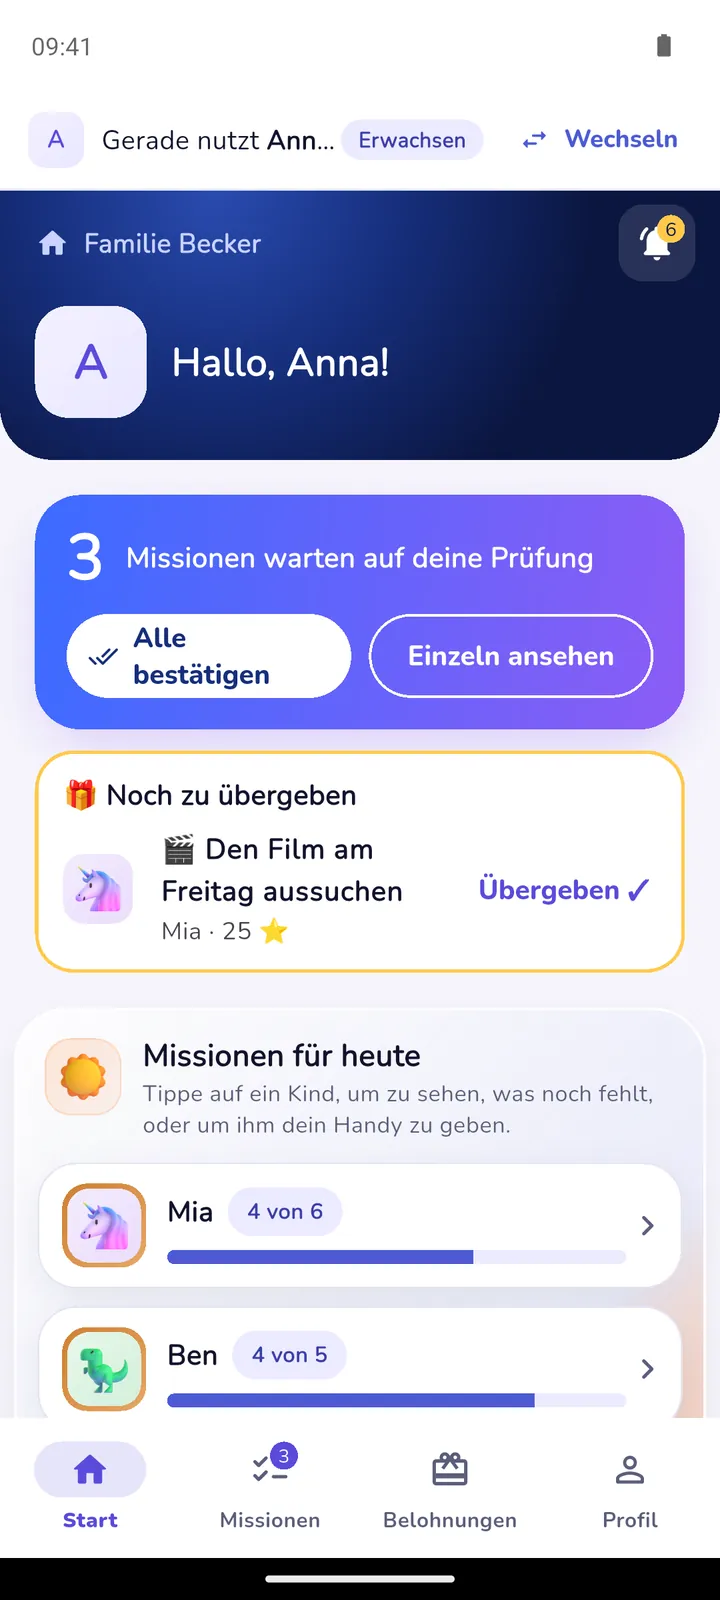 09:41
A Gerade nutzt Ann... Erwachsen Wechseln
Familie Becker 6
A Hallo, Anna!
3 Missionen warten auf deine Prüfung
Alle
bestätigen
Einzeln ansehen
🎁 Noch zu übergeben
🎬 Den Film am
Freitag aussuchen
Mia · 25 ⭐
Übergeben ✓
Missionen für heute
Tippe auf ein Kind, um zu sehen, was noch fehlt,
oder um ihm dein Handy zu geben.
Mia 4 von 6
Ben 4 von 5
3
Start Missionen Belohnungen Profil